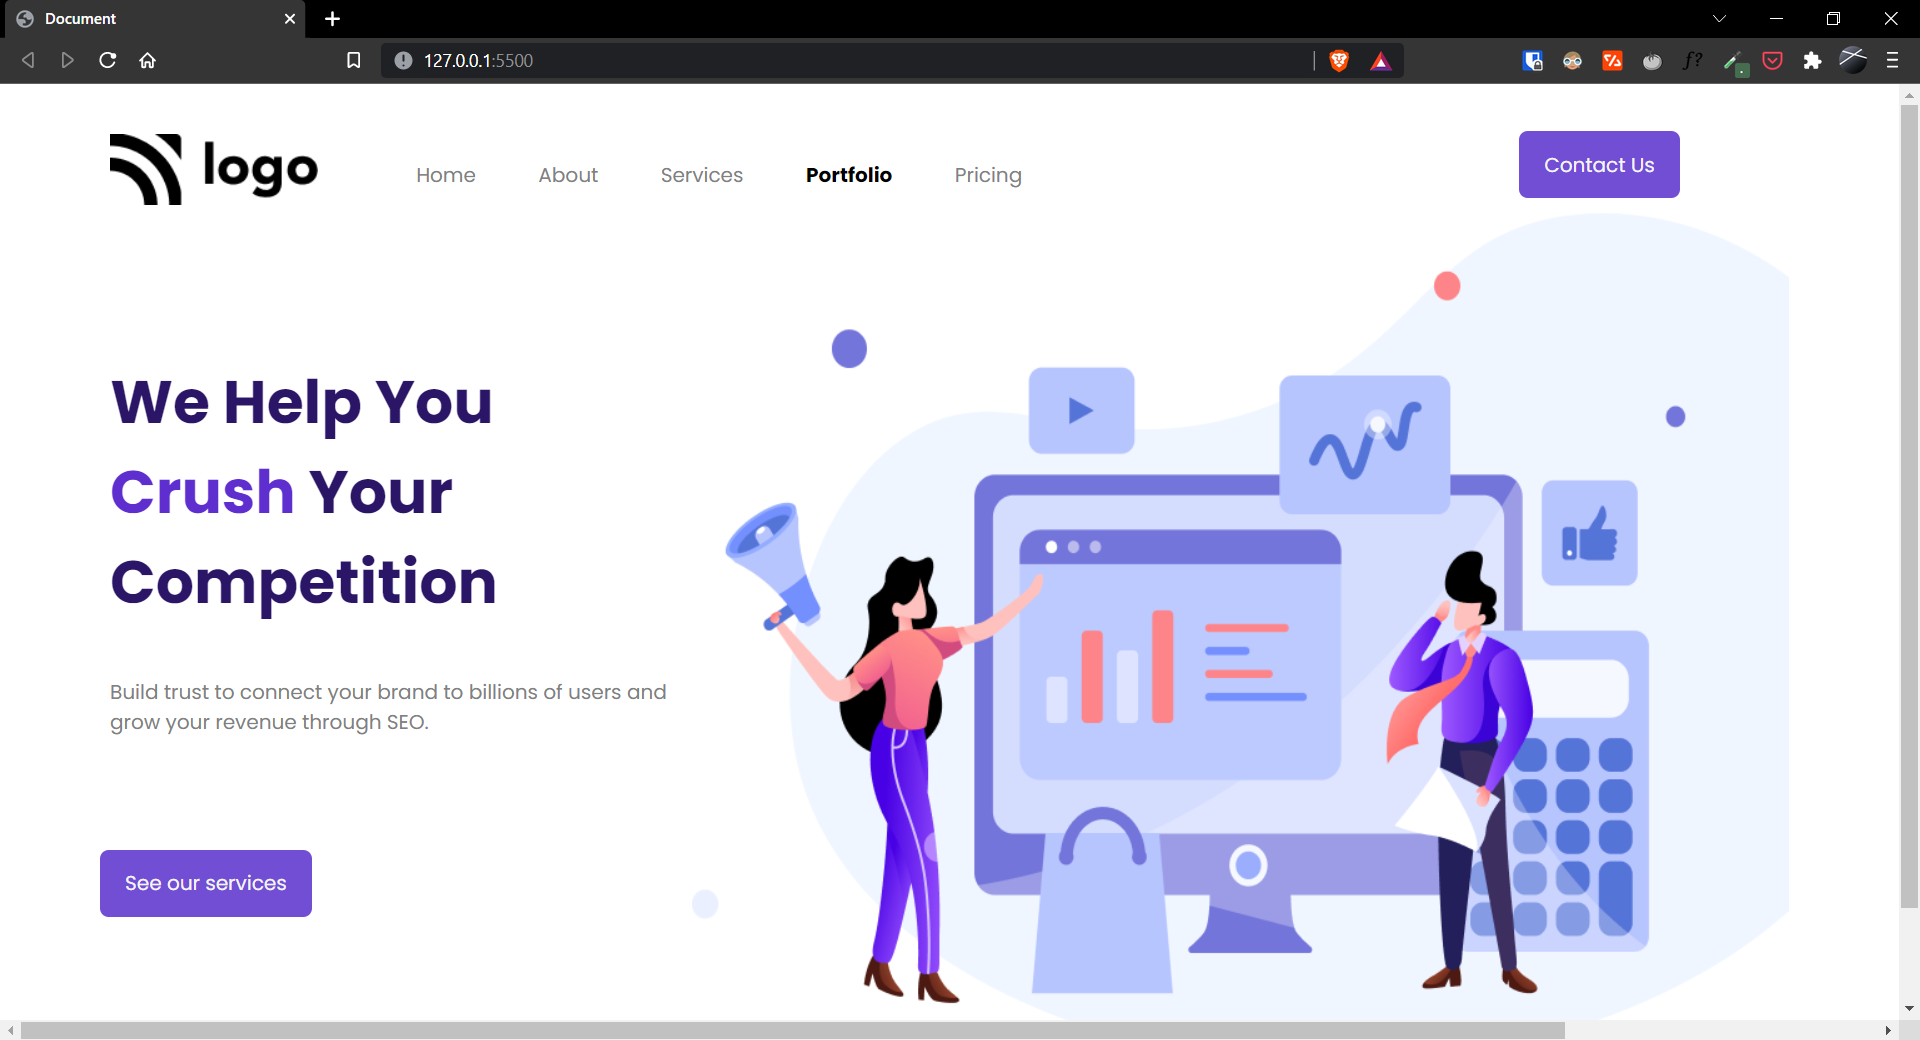 Document
127.0.0.1:5500
f?
logo
Home
About
Services
Portfolio
Pricing
Contact Us
We Help You
Crush Your
Competition
Build trust to connect your brand to billions of users and
grow your revenue through SEO.
See our services